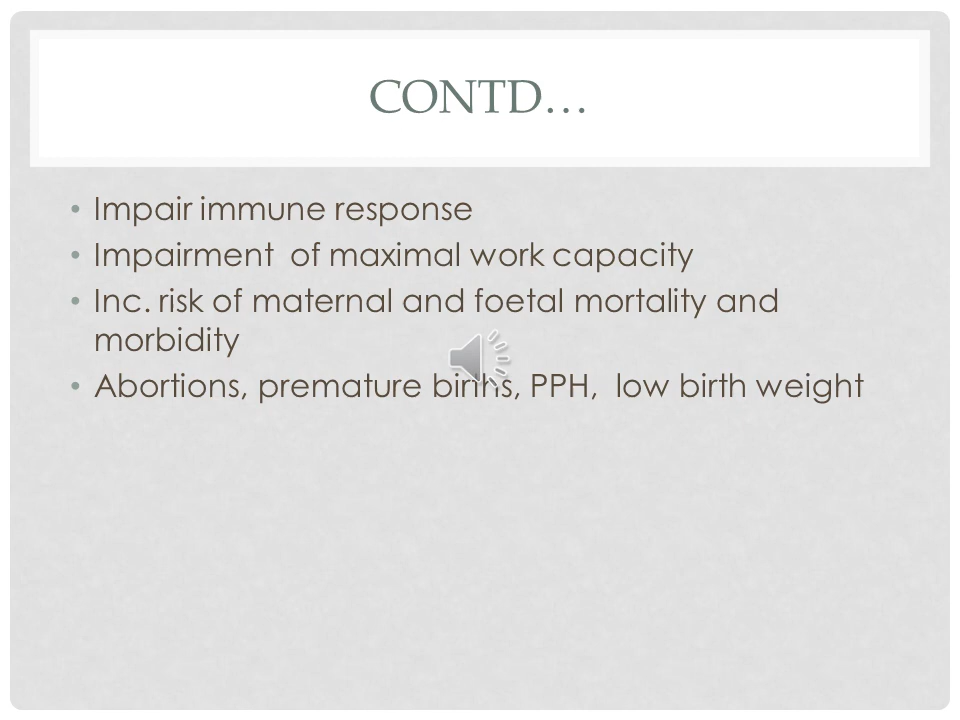 CONTD…
• Impair immune response
• Impairment  of maximal work capacity
• Inc. risk of maternal and foetal mortality and
morbidity
• Abortions, premature births, PPH,  low birth weight